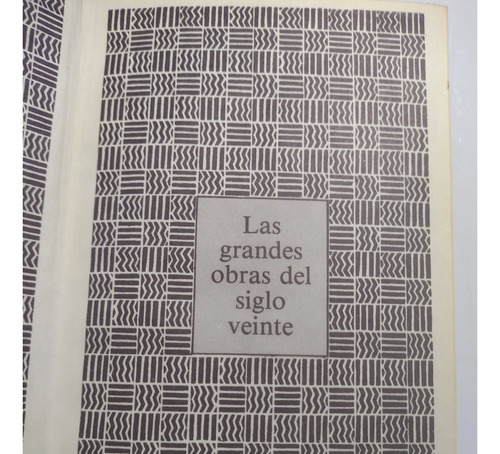 Las
grandes
obras del
siglo
veinte